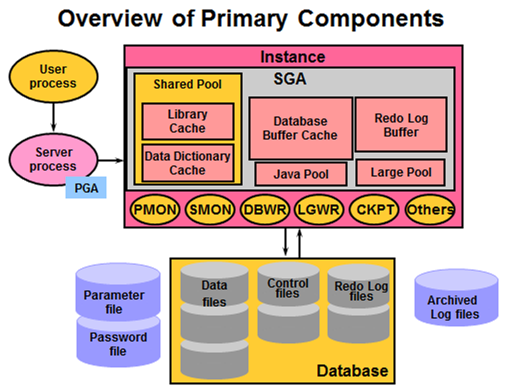 Overview of Primary Components
User
process
Server
process
PGA
Instance
SGA
Shared Pool
Library
Cache
Data Dictionary
Cache
Database
Buffer Cache
Redo Log
Buffer
Java Pool
Large Pool
PMON
SMON
DBWR
LGWR
CKPT
Others
Parameter
file
Password
file
Data
files
Control
files
Redo Log
files
Database
Archived
Log files